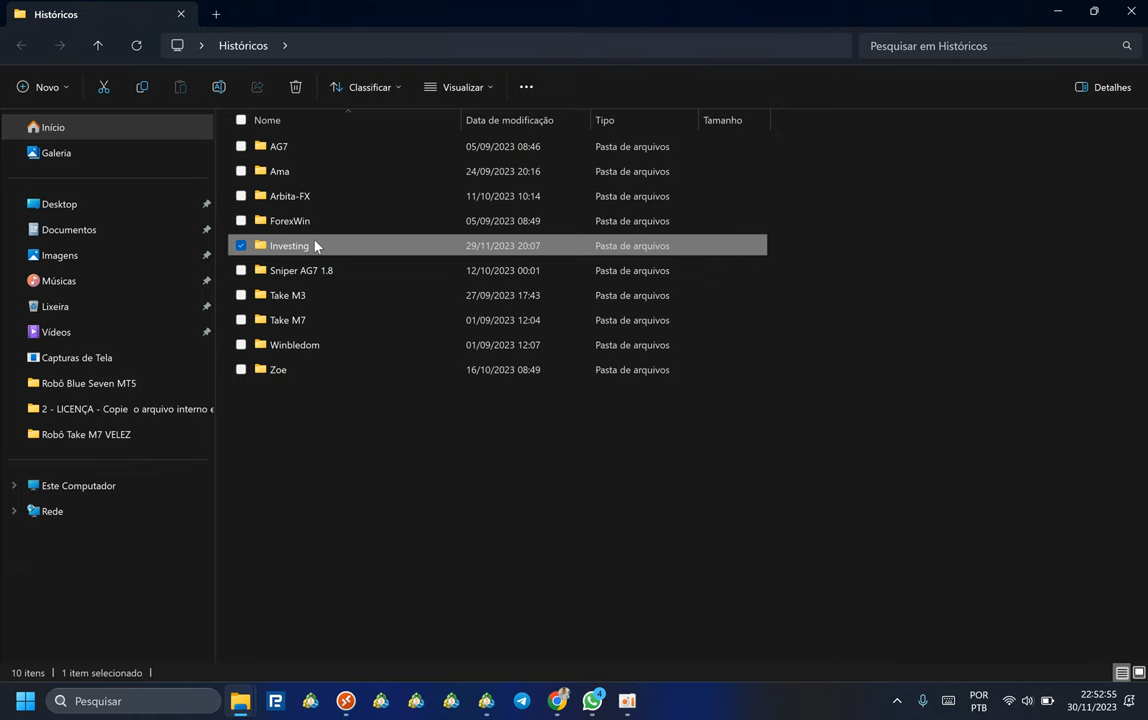 Históricos
Históricos
Pesquisar em Históricos
Novo
Classificar
Visualizar
Detalhes
Início
Galeria
Desktop
Documentos
Imagens
Músicas
Lixeira
Vídeos
Capturas de Tela
Robô Blue Seven MT5
2 - LICENÇA - Copie o arquivo interno e
Robô Take M7 VELEZ
Este Computador
Rede
Nome Data de modificação Tipo Tamanho
AG7 05/09/2023 08:46 Pasta de arquivos
Ama 24/09/2023 20:16 Pasta de arquivos
Arbita-FX 11/10/2023 10:14 Pasta de arquivos
ForexWin 05/09/2023 08:49 Pasta de arquivos
Investing 29/11/2023 20:07 Pasta de arquivos
Sniper AG7 1.8 12/10/2023 00:01 Pasta de arquivos
Take M3 27/09/2023 17:43 Pasta de arquivos
Take M7 01/09/2023 12:04 Pasta de arquivos
Winbledom 01/09/2023 12:07 Pasta de arquivos
Zoe 16/10/2023 08:49 Pasta de arquivos
10 itens 1 item selecionado
Pesquisar
4
POR
PTB
22:52:55
30/11/2023